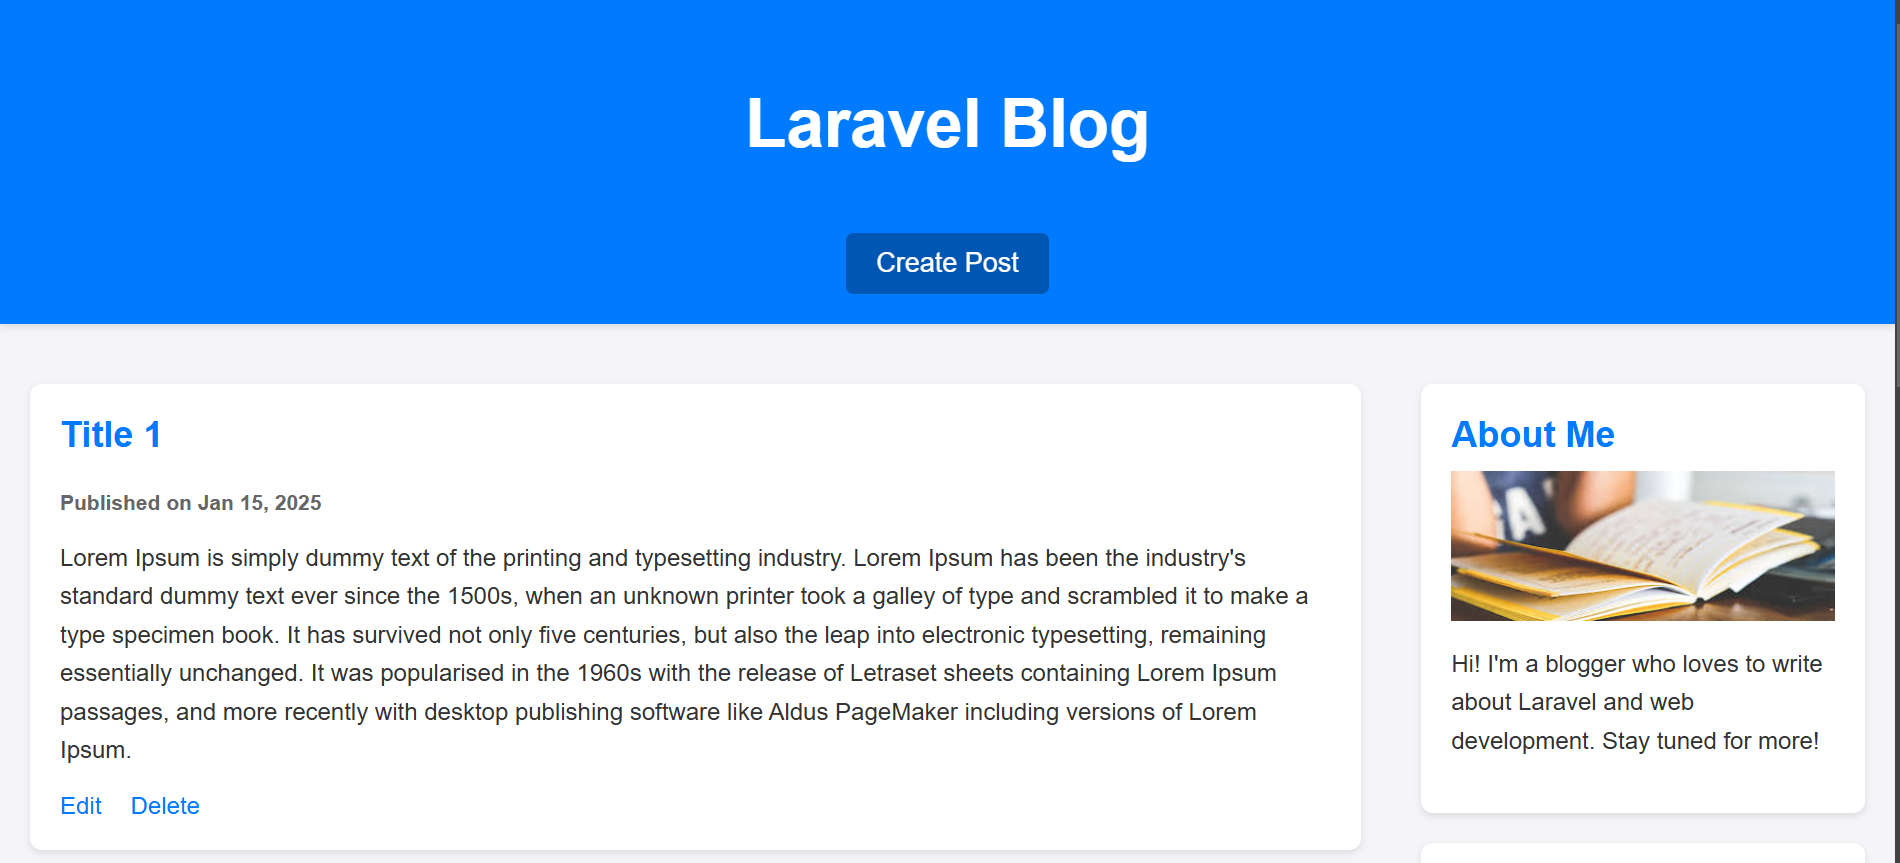 Laravel Blog
Create Post
Title 1
Published on Jan 15, 2025
Lorem Ipsum is simply dummy text of the printing and typesetting industry. Lorem Ipsum has been the industry's
standard dummy text ever since the 1500s, when an unknown printer took a galley of type and scrambled it to make a
type specimen book. It has survived not only five centuries, but also the leap into electronic typesetting, remaining
essentially unchanged. It was popularised in the 1960s with the release of Letraset sheets containing Lorem Ipsum
passages, and more recently with desktop publishing software like Aldus PageMaker including versions of Lorem
Ipsum.
Edit Delete
About Me
Hi! I'm a blogger who loves to write
about Laravel and web
development. Stay tuned for more!